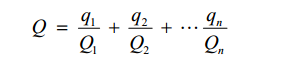 Q = q₁/Q₁ + q₂/Q₂ + ⋯ qₙ/Qₙ